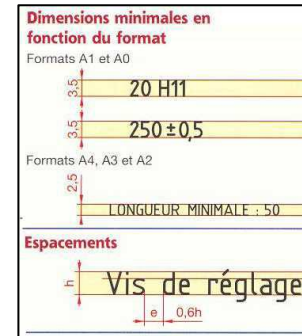 Dimensions minimales en
fonction du format
Formats A1 et A0
3,5
20 H11
3,5
250±0,5
Formats A4, A3 et A2
2,5
LONGUEUR MINIMALE : 50
Espacements
h
Vis de réglage
e 0,6h